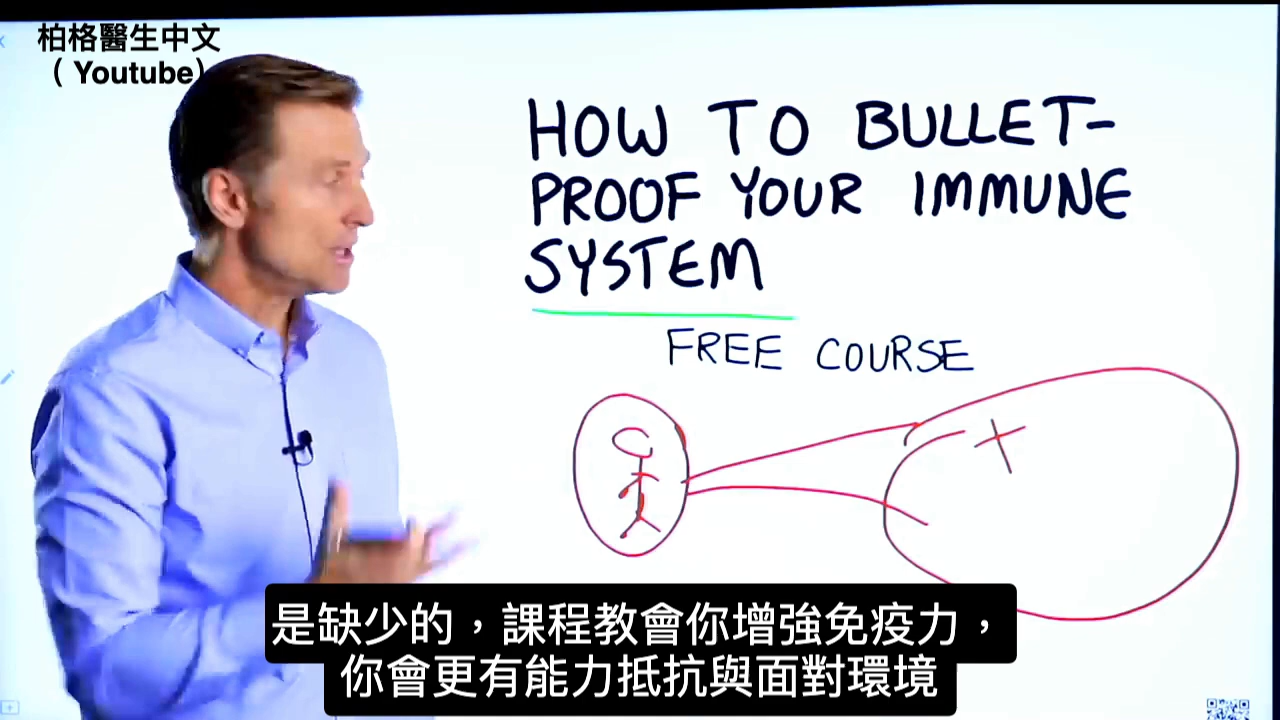 柏格醫生中文
（ Youtube）
HOW TO BULLET-
PROOF YOUR IMMUNE
SYSTEM
FREE COURSE
是缺少的，課程教會你增強免疫力，
你會更有能力抵抗與面對環境